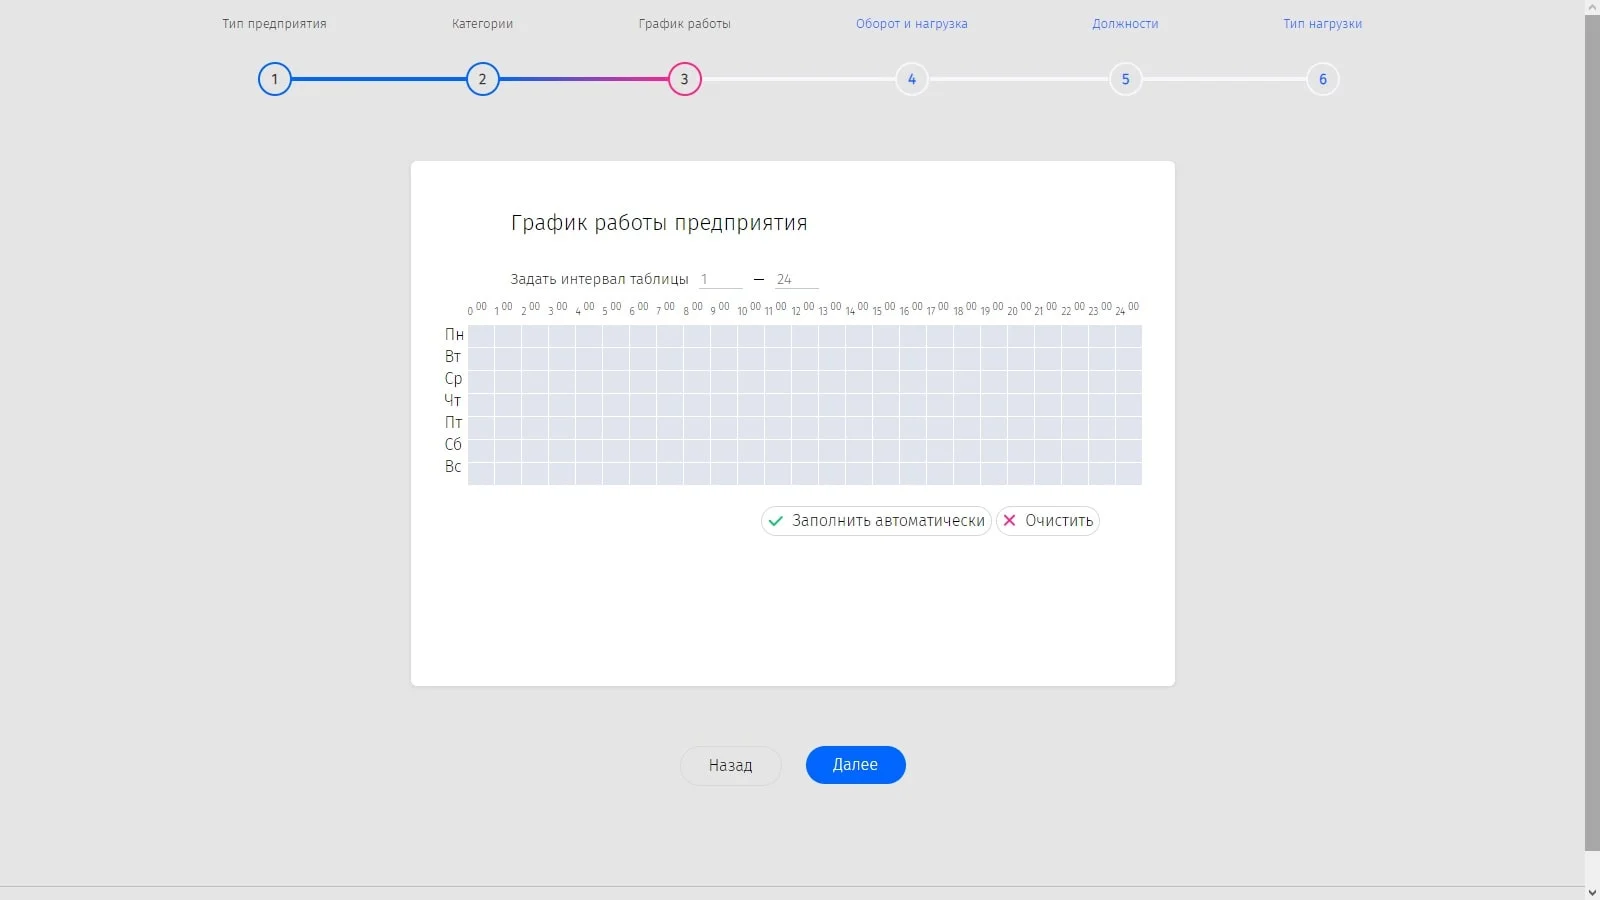 Тип предприятия Категории График работы Оборот и нагрузка Должности Тип нагрузки
1 2 3 4 5 6
График работы предприятия
Задать интервал таблицы 1 — 24
0 00 1 00 2 00 3 00 4 00 5 00 6 00 7 00 8 00 9 00 10 00 11 00 12 00 13 00 14 00 15 00 16 00 17 00 18 00 19 00 20 00 21 00 22 00 23 00 24 00
Пн
Вт
Ср
Чт
Пт
Сб
Вс
Заполнить автоматически Очистить
Назад Далее